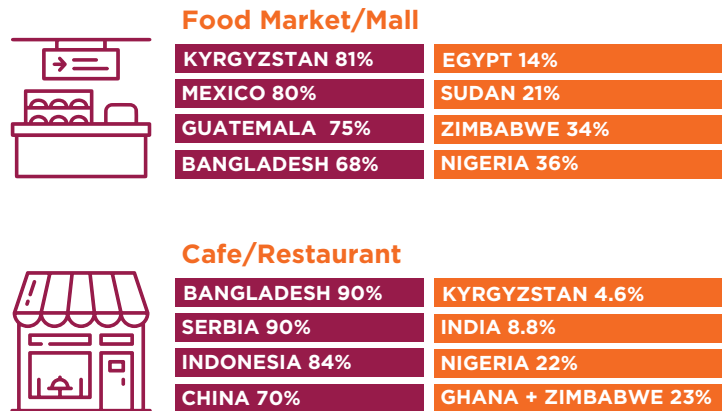 Food Market/Mall
KYRGYZSTAN 81%
EGYPT 14%
MEXICO 80%
SUDAN 21%
GUATEMALA 75%
ZIMBABWE 34%
BANGLADESH 68%
NIGERIA 36%
Cafe/Restaurant
BANGLADESH 90%
KYRGYZSTAN 4.6%
SERBIA 90%
INDIA 8.8%
INDONESIA 84%
NIGERIA 22%
CHINA 70%
GHANA + ZIMBABWE 23%